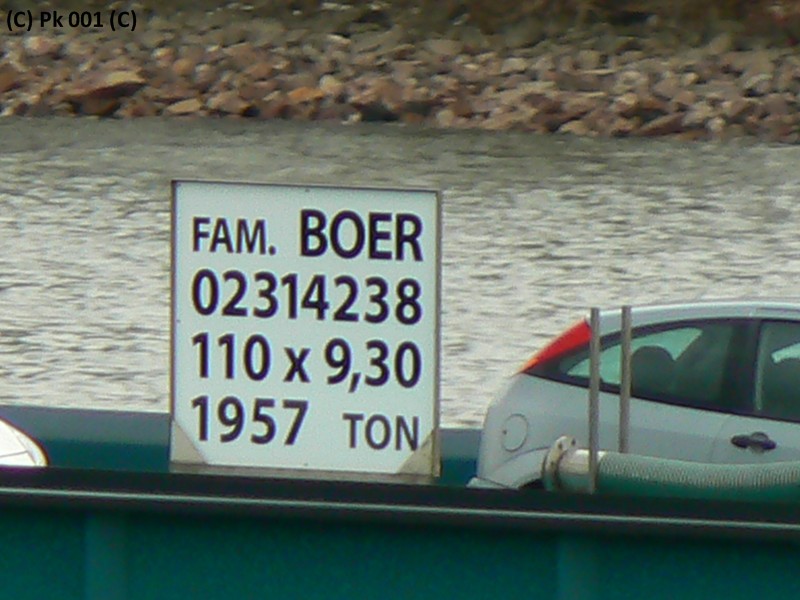 (C) Pk 001 (C)
FAM. BOER
02314238
110 x 9,30
1957 TON